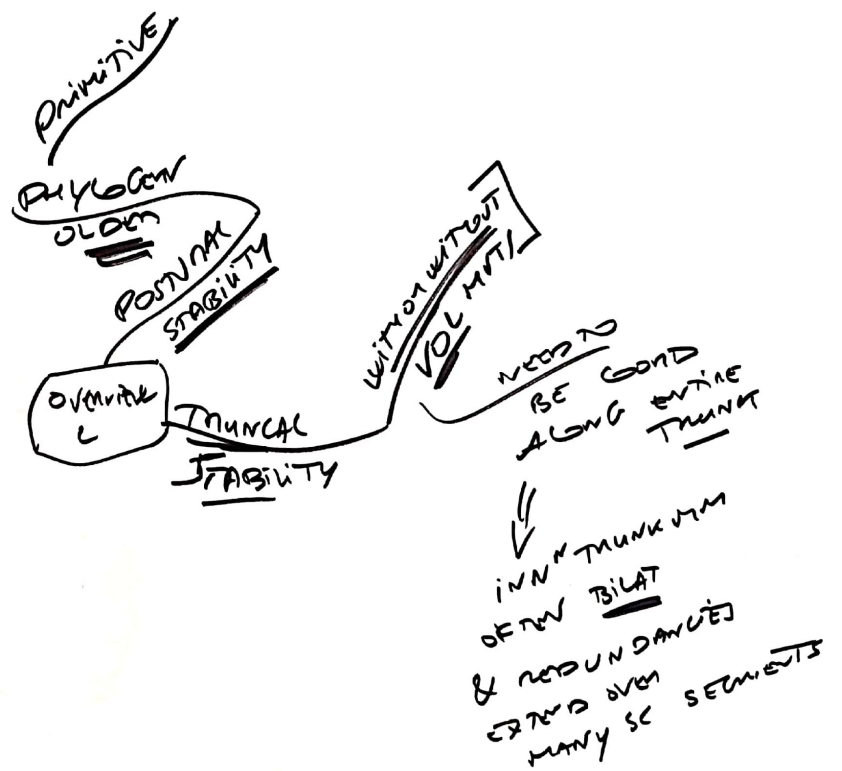 PRIMITIVE
PHYLOGEN
OLDER
POSTURAL
STABILITY
OVERVIEW
TRUNCAL
STABILITY
WITH OR WITHOUT
VOL MVTS
NEED TO
BE COORD
ALONG ENTIRE
TRUNK
INNN TRUNK MM
OFTEN BILAT
& REDUNDANCIES
EXTEND OVER
MANY SC SEGMENTS